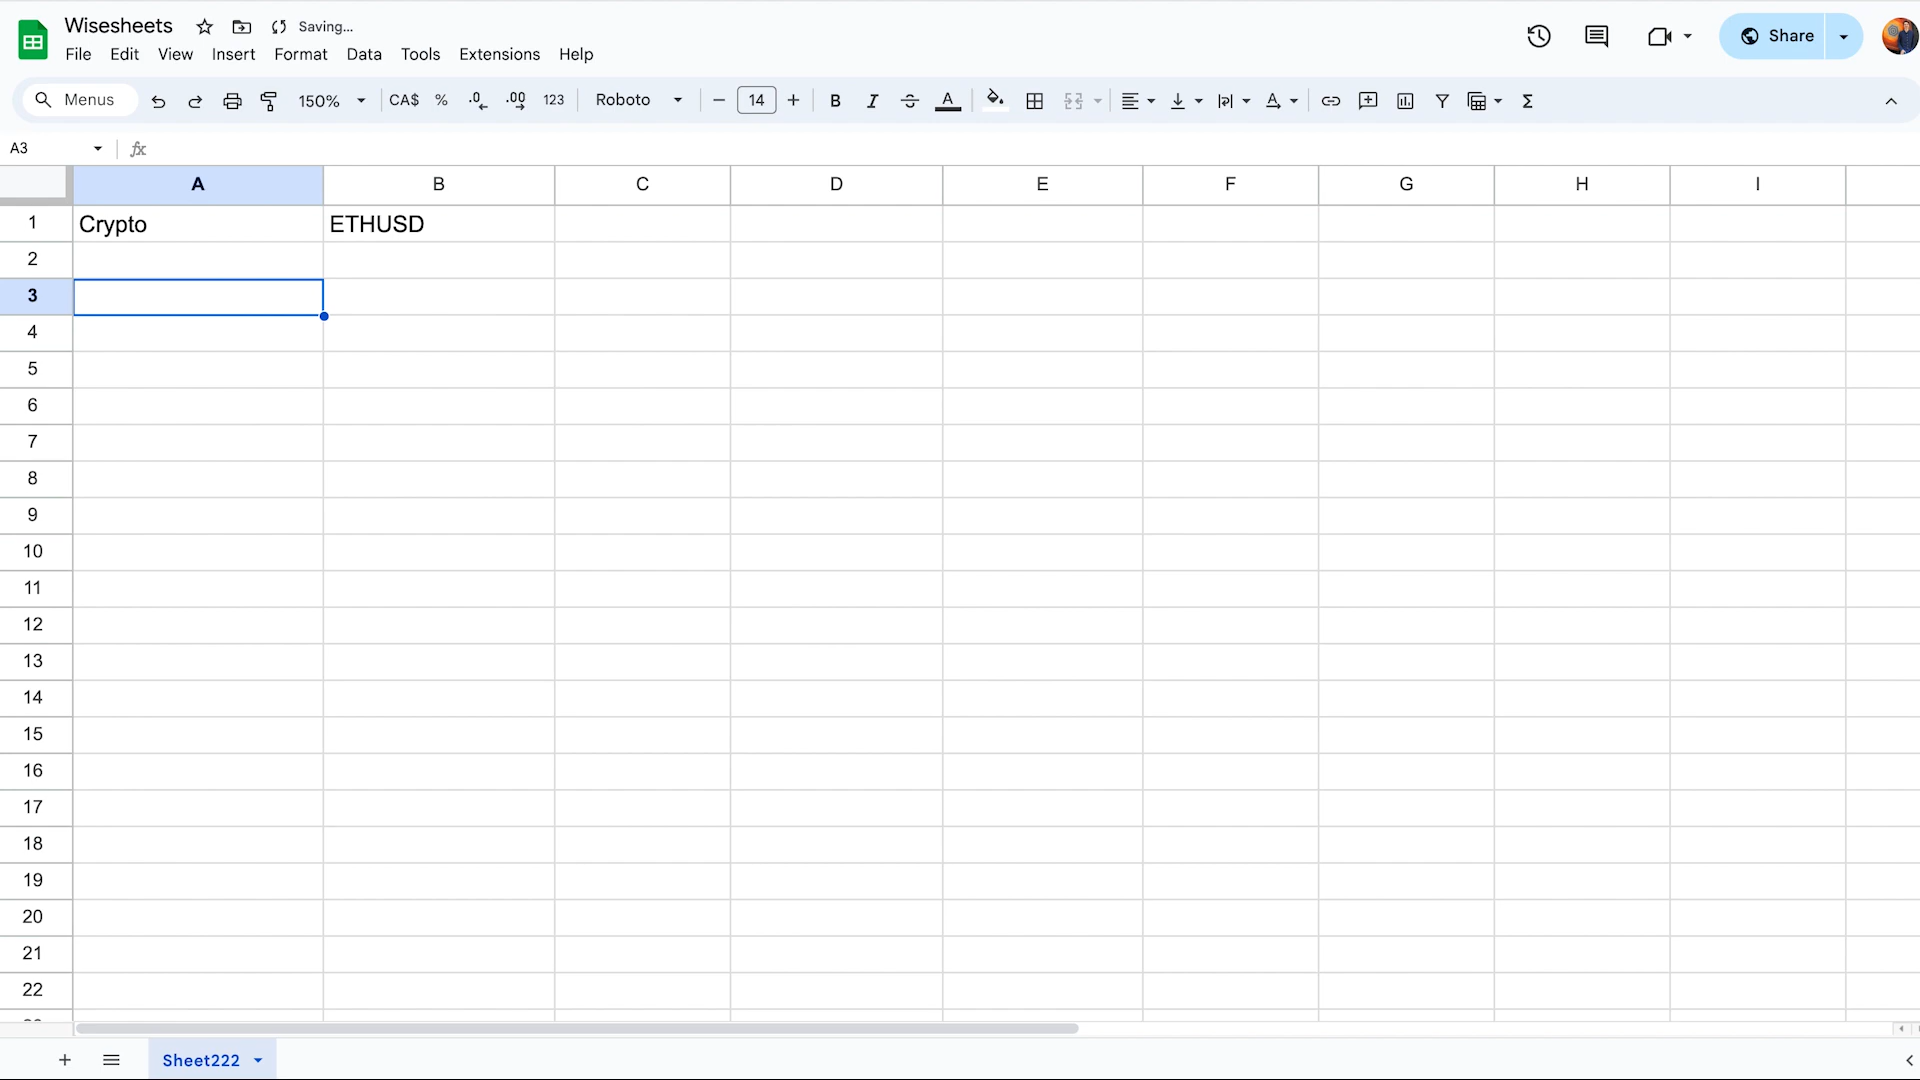 Wisesheets Saving...
File Edit View Insert Format Data Tools Extensions Help
Share
Menus 150% CA$ % .0 .00 123 Roboto 14 B I S A A Σ
A3 fx
A B C D E F G H I
1 Crypto ETHUSD
2
3
4
5
6
7
8
9
10
11
12
13
14
15
16
17
18
19
20
21
22
Sheet222